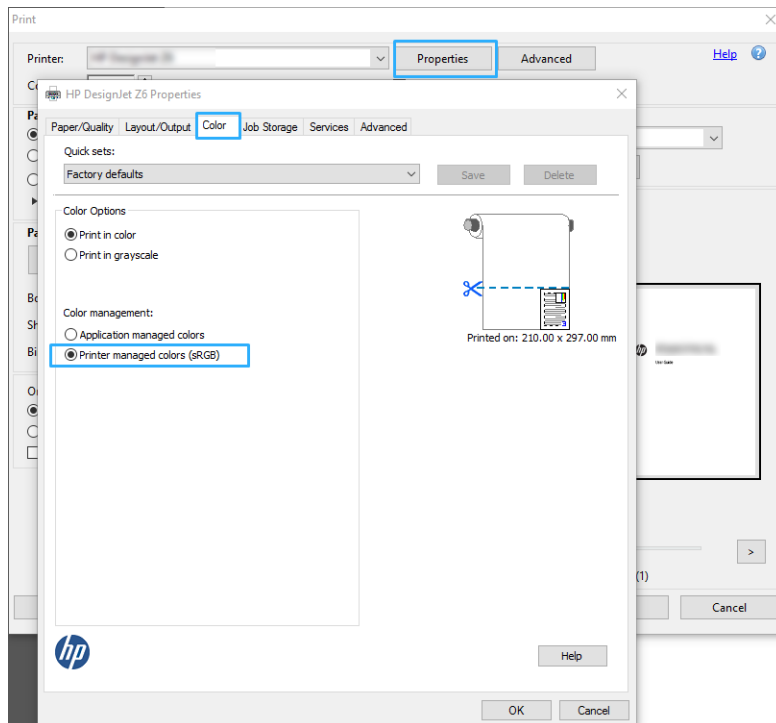 Print
Printer:
Properties
Advanced
Help
HP DesignJet Z6 Properties
Paper/Quality
Layout/Output
Color
Job Storage
Services
Advanced
Quick sets:
Factory defaults
Save
Delete
Color Options
Print in color
Print in grayscale
Color management:
Application managed colors
Printer managed colors (sRGB)
Printed on: 210.00 x 297.00 mm
hp
Help
OK
Cancel
>
(1)
Cancel